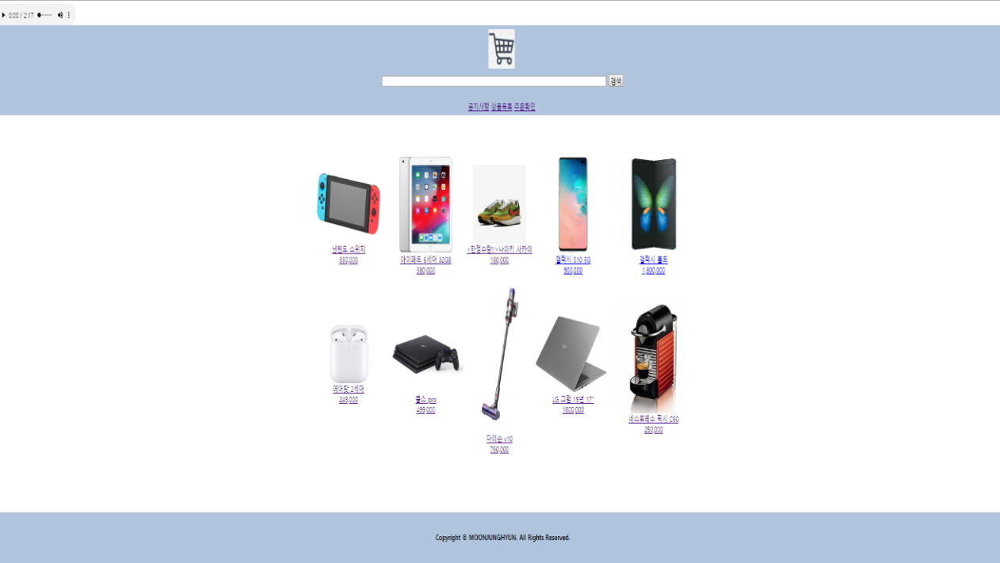 0:00 / 2:17
검색
공지사항 상품목록 주문확인
닌텐도 스위치
330,000
아이패드 6세대 32GB
380,000
<한정수량!!>나이키 사카이
180,000
갤럭시 S10 5G
900,000
갤럭시 폴드
1,800,000
에어팟 2세대
249,000
플스 pro
499,000
다이슨 v10
760,000
LG 그램 19년 17"
1800,000
네스프레소 픽시 C60
250,000
Copyright © MOONJUNGHYUN. All Rights Reserved.